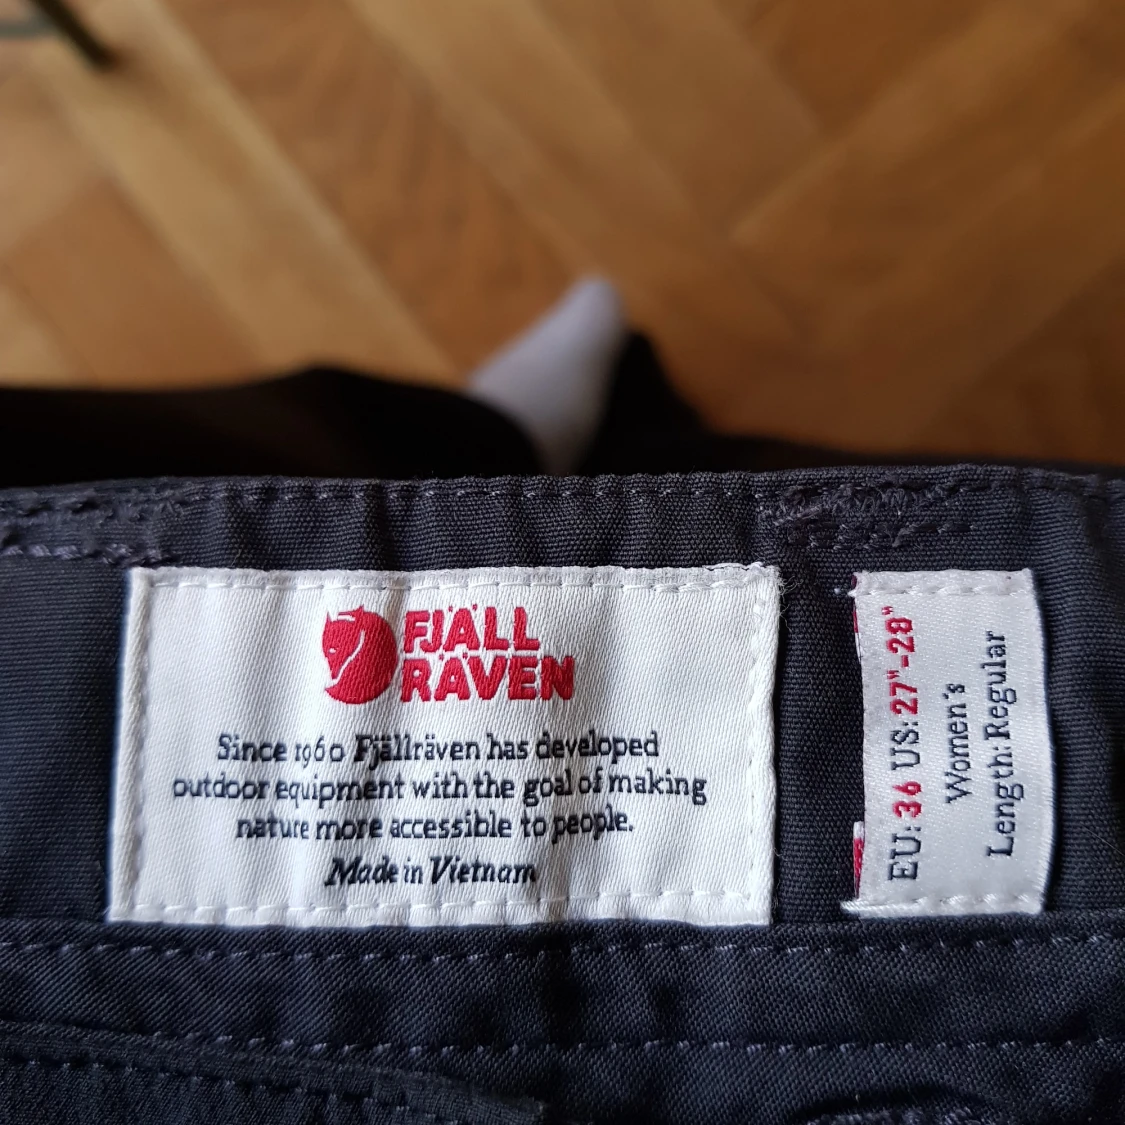 FJÄLL
RÄVEN
Since 1960 Fjällräven has developed
outdoor equipment with the goal of making
nature more accessible to people.
Made in Vietnam
EU: 36 US: 27"-28"
Women's
Length: Regular